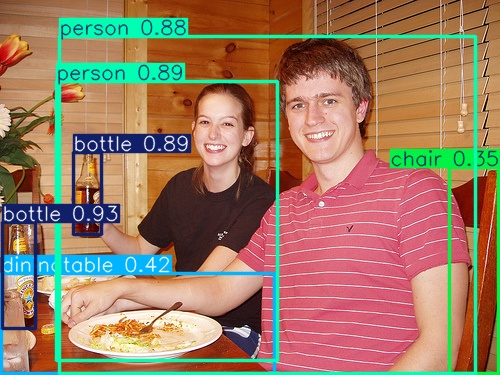 person 0.88
person 0.89
bottle 0.89
chair 0.35
bottle 0.93
dining table 0.42